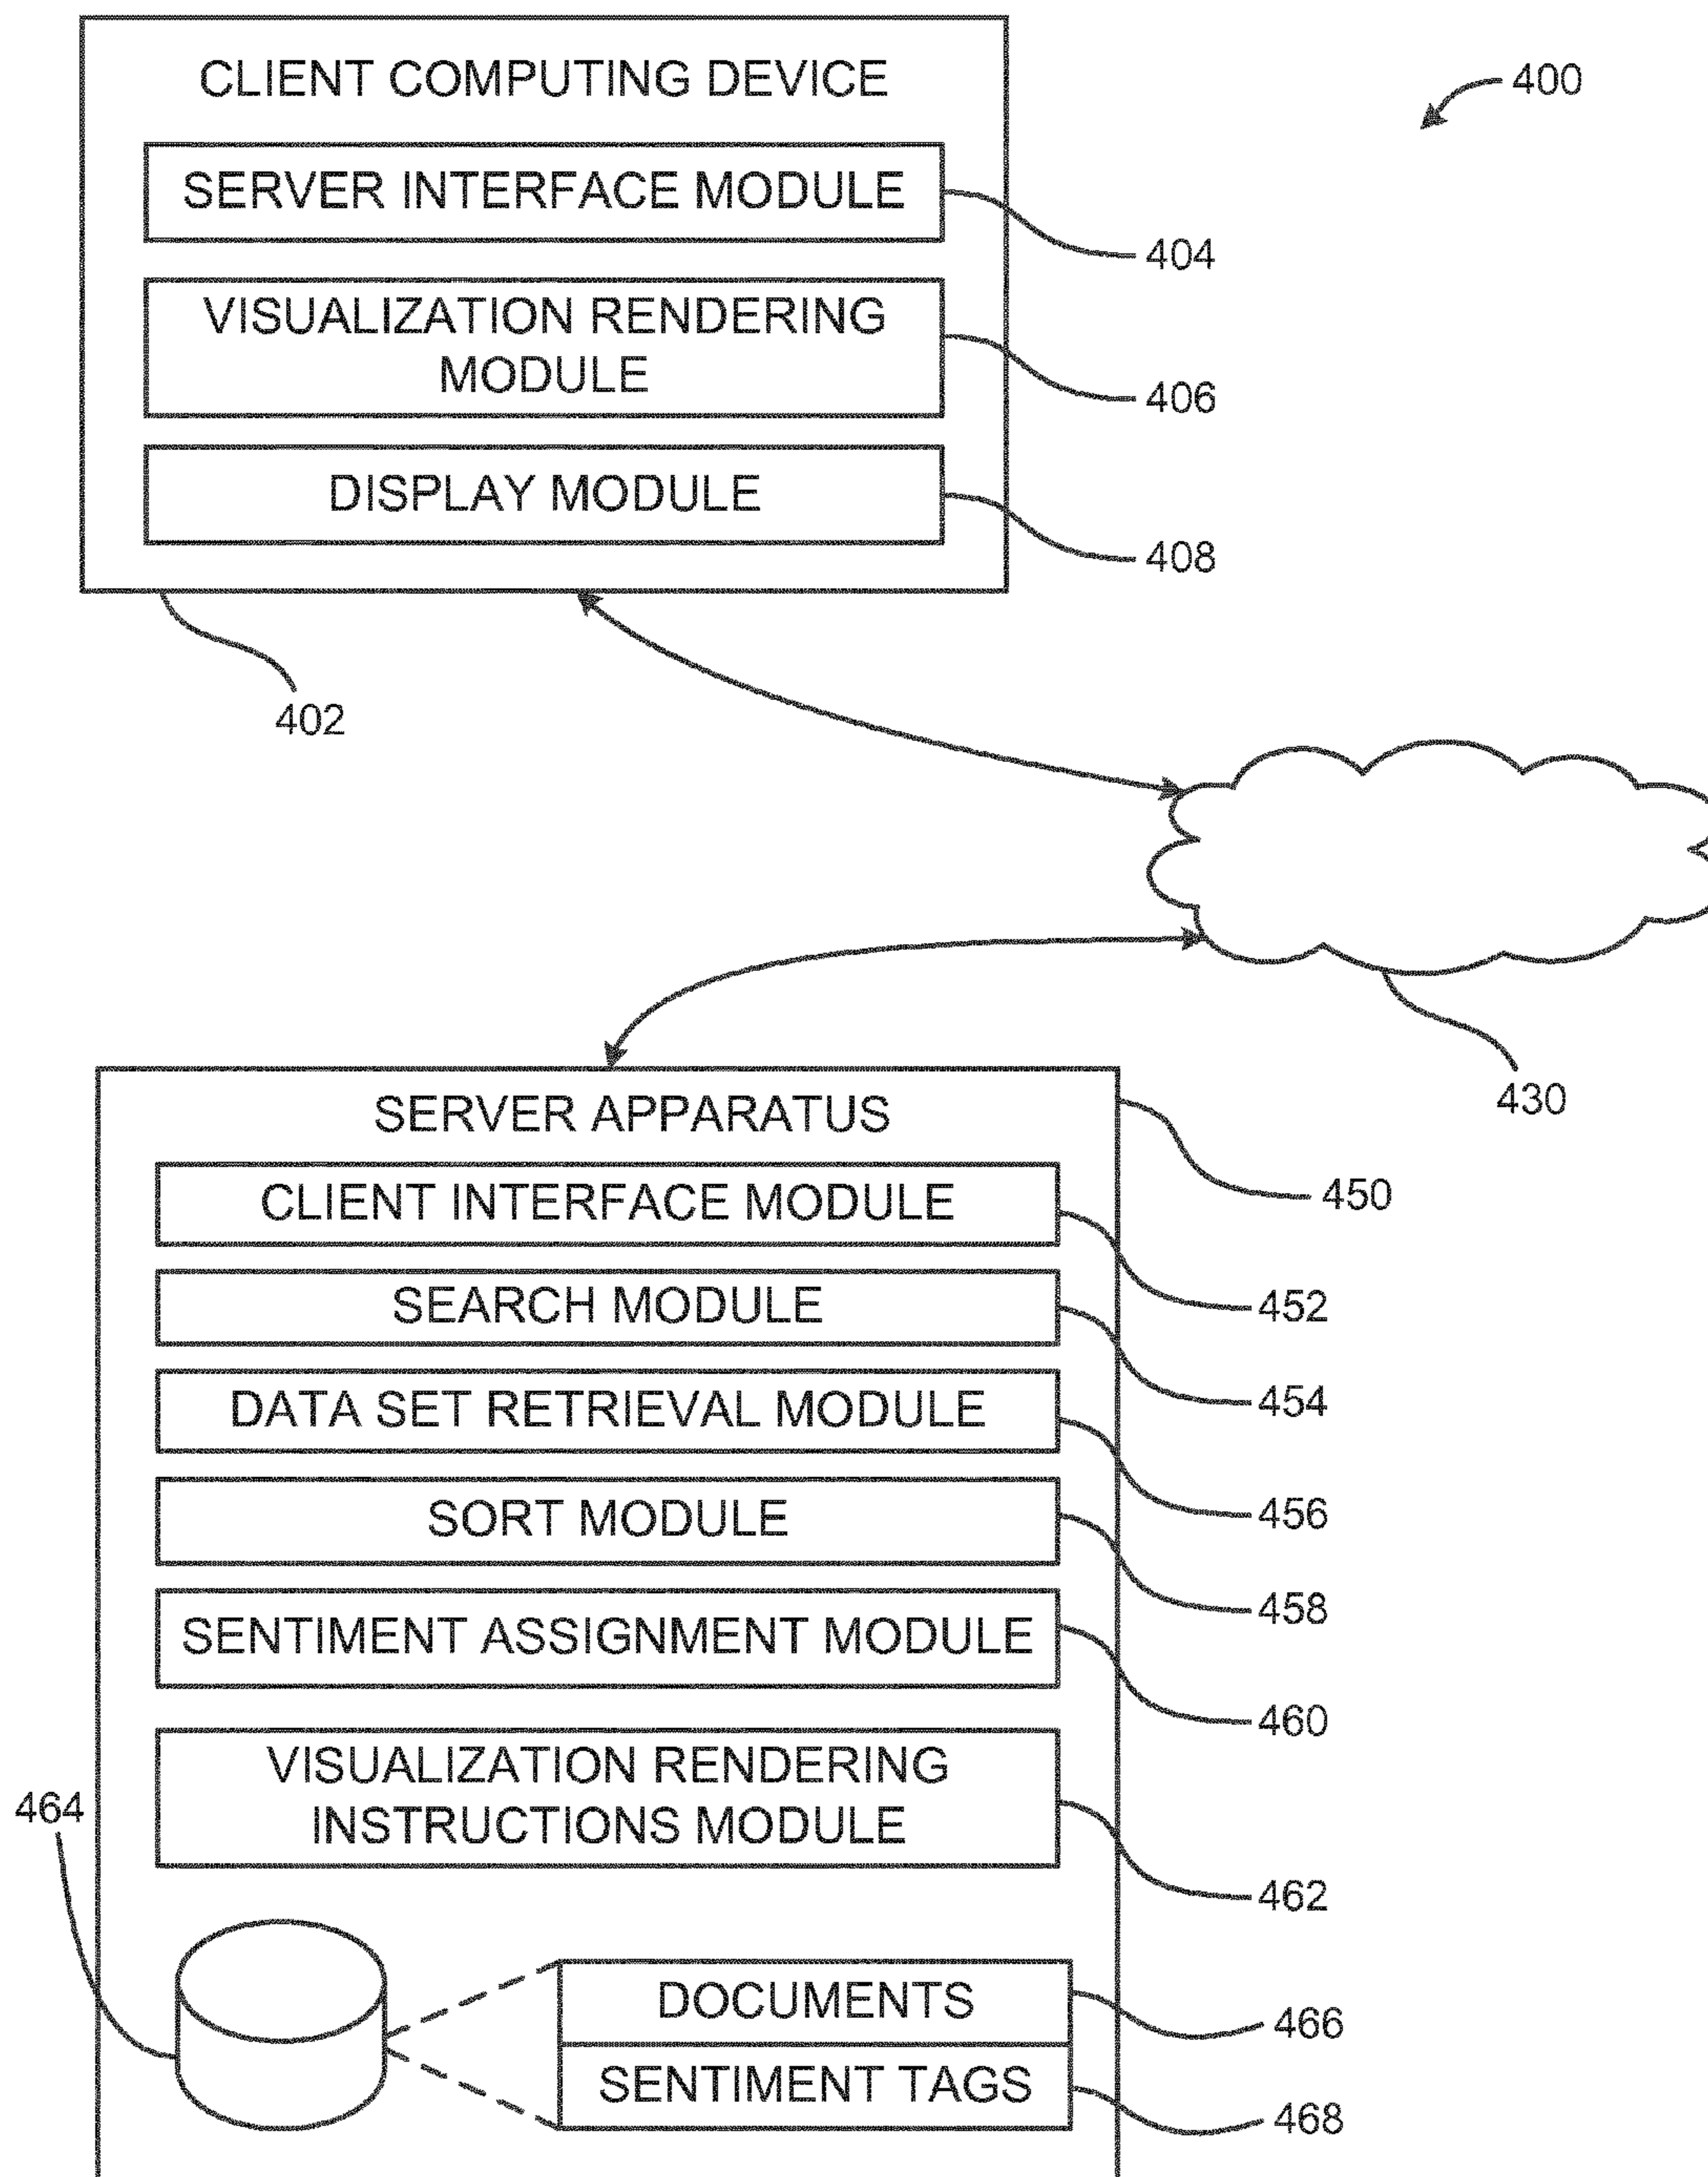 CLIENT COMPUTING DEVICE
400
SERVER INTERFACE MODULE
404
VISUALIZATION RENDERING
MODULE
406
DISPLAY MODULE
408
402
430
SERVER APPARATUS
450
CLIENT INTERFACE MODULE
452
SEARCH MODULE
454
DATA SET RETRIEVAL MODULE
456
SORT MODULE
458
SENTIMENT ASSIGNMENT MODULE
460
VISUALIZATION RENDERING
INSTRUCTIONS MODULE
462
464
DOCUMENTS
466
SENTIMENT TAGS
468